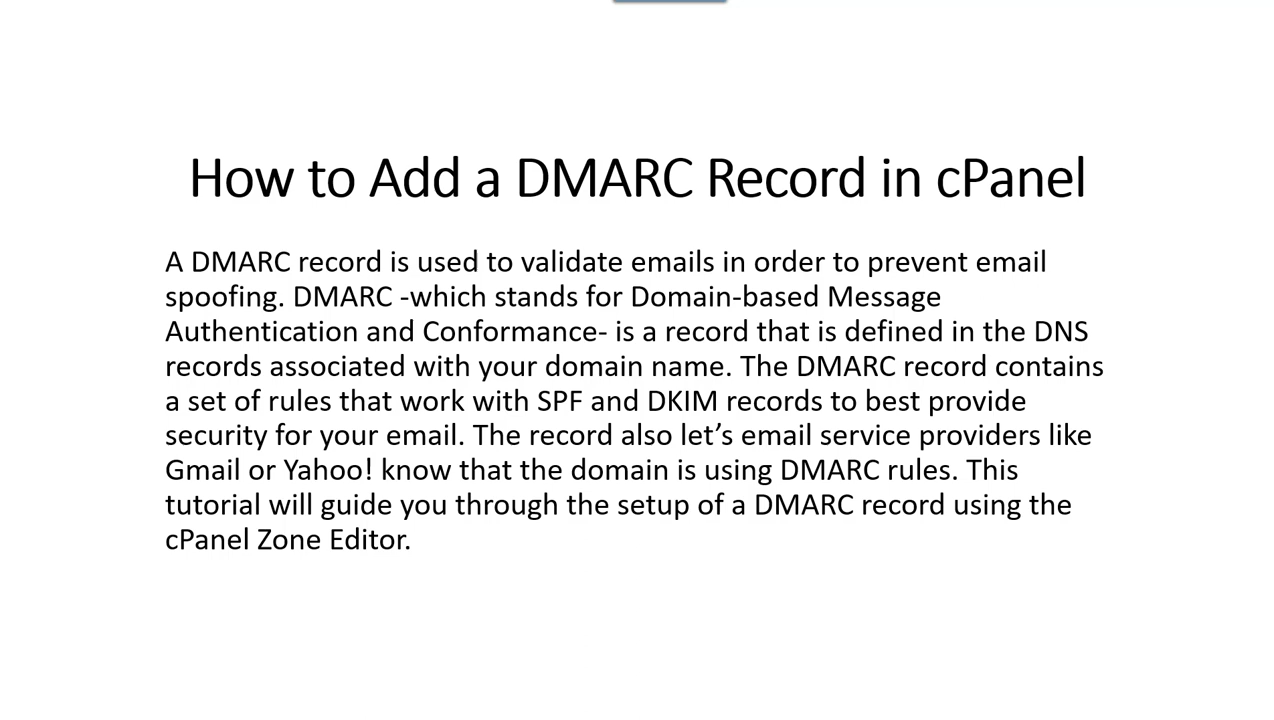 How to Add a DMARC Record in cPanel
A DMARC record is used to validate emails in order to prevent email
spoofing. DMARC -which stands for Domain-based Message
Authentication and Conformance- is a record that is defined in the DNS
records associated with your domain name. The DMARC record contains
a set of rules that work with SPF and DKIM records to best provide
security for your email. The record also let’s email service providers like
Gmail or Yahoo! know that the domain is using DMARC rules. This
tutorial will guide you through the setup of a DMARC record using the
cPanel Zone Editor.